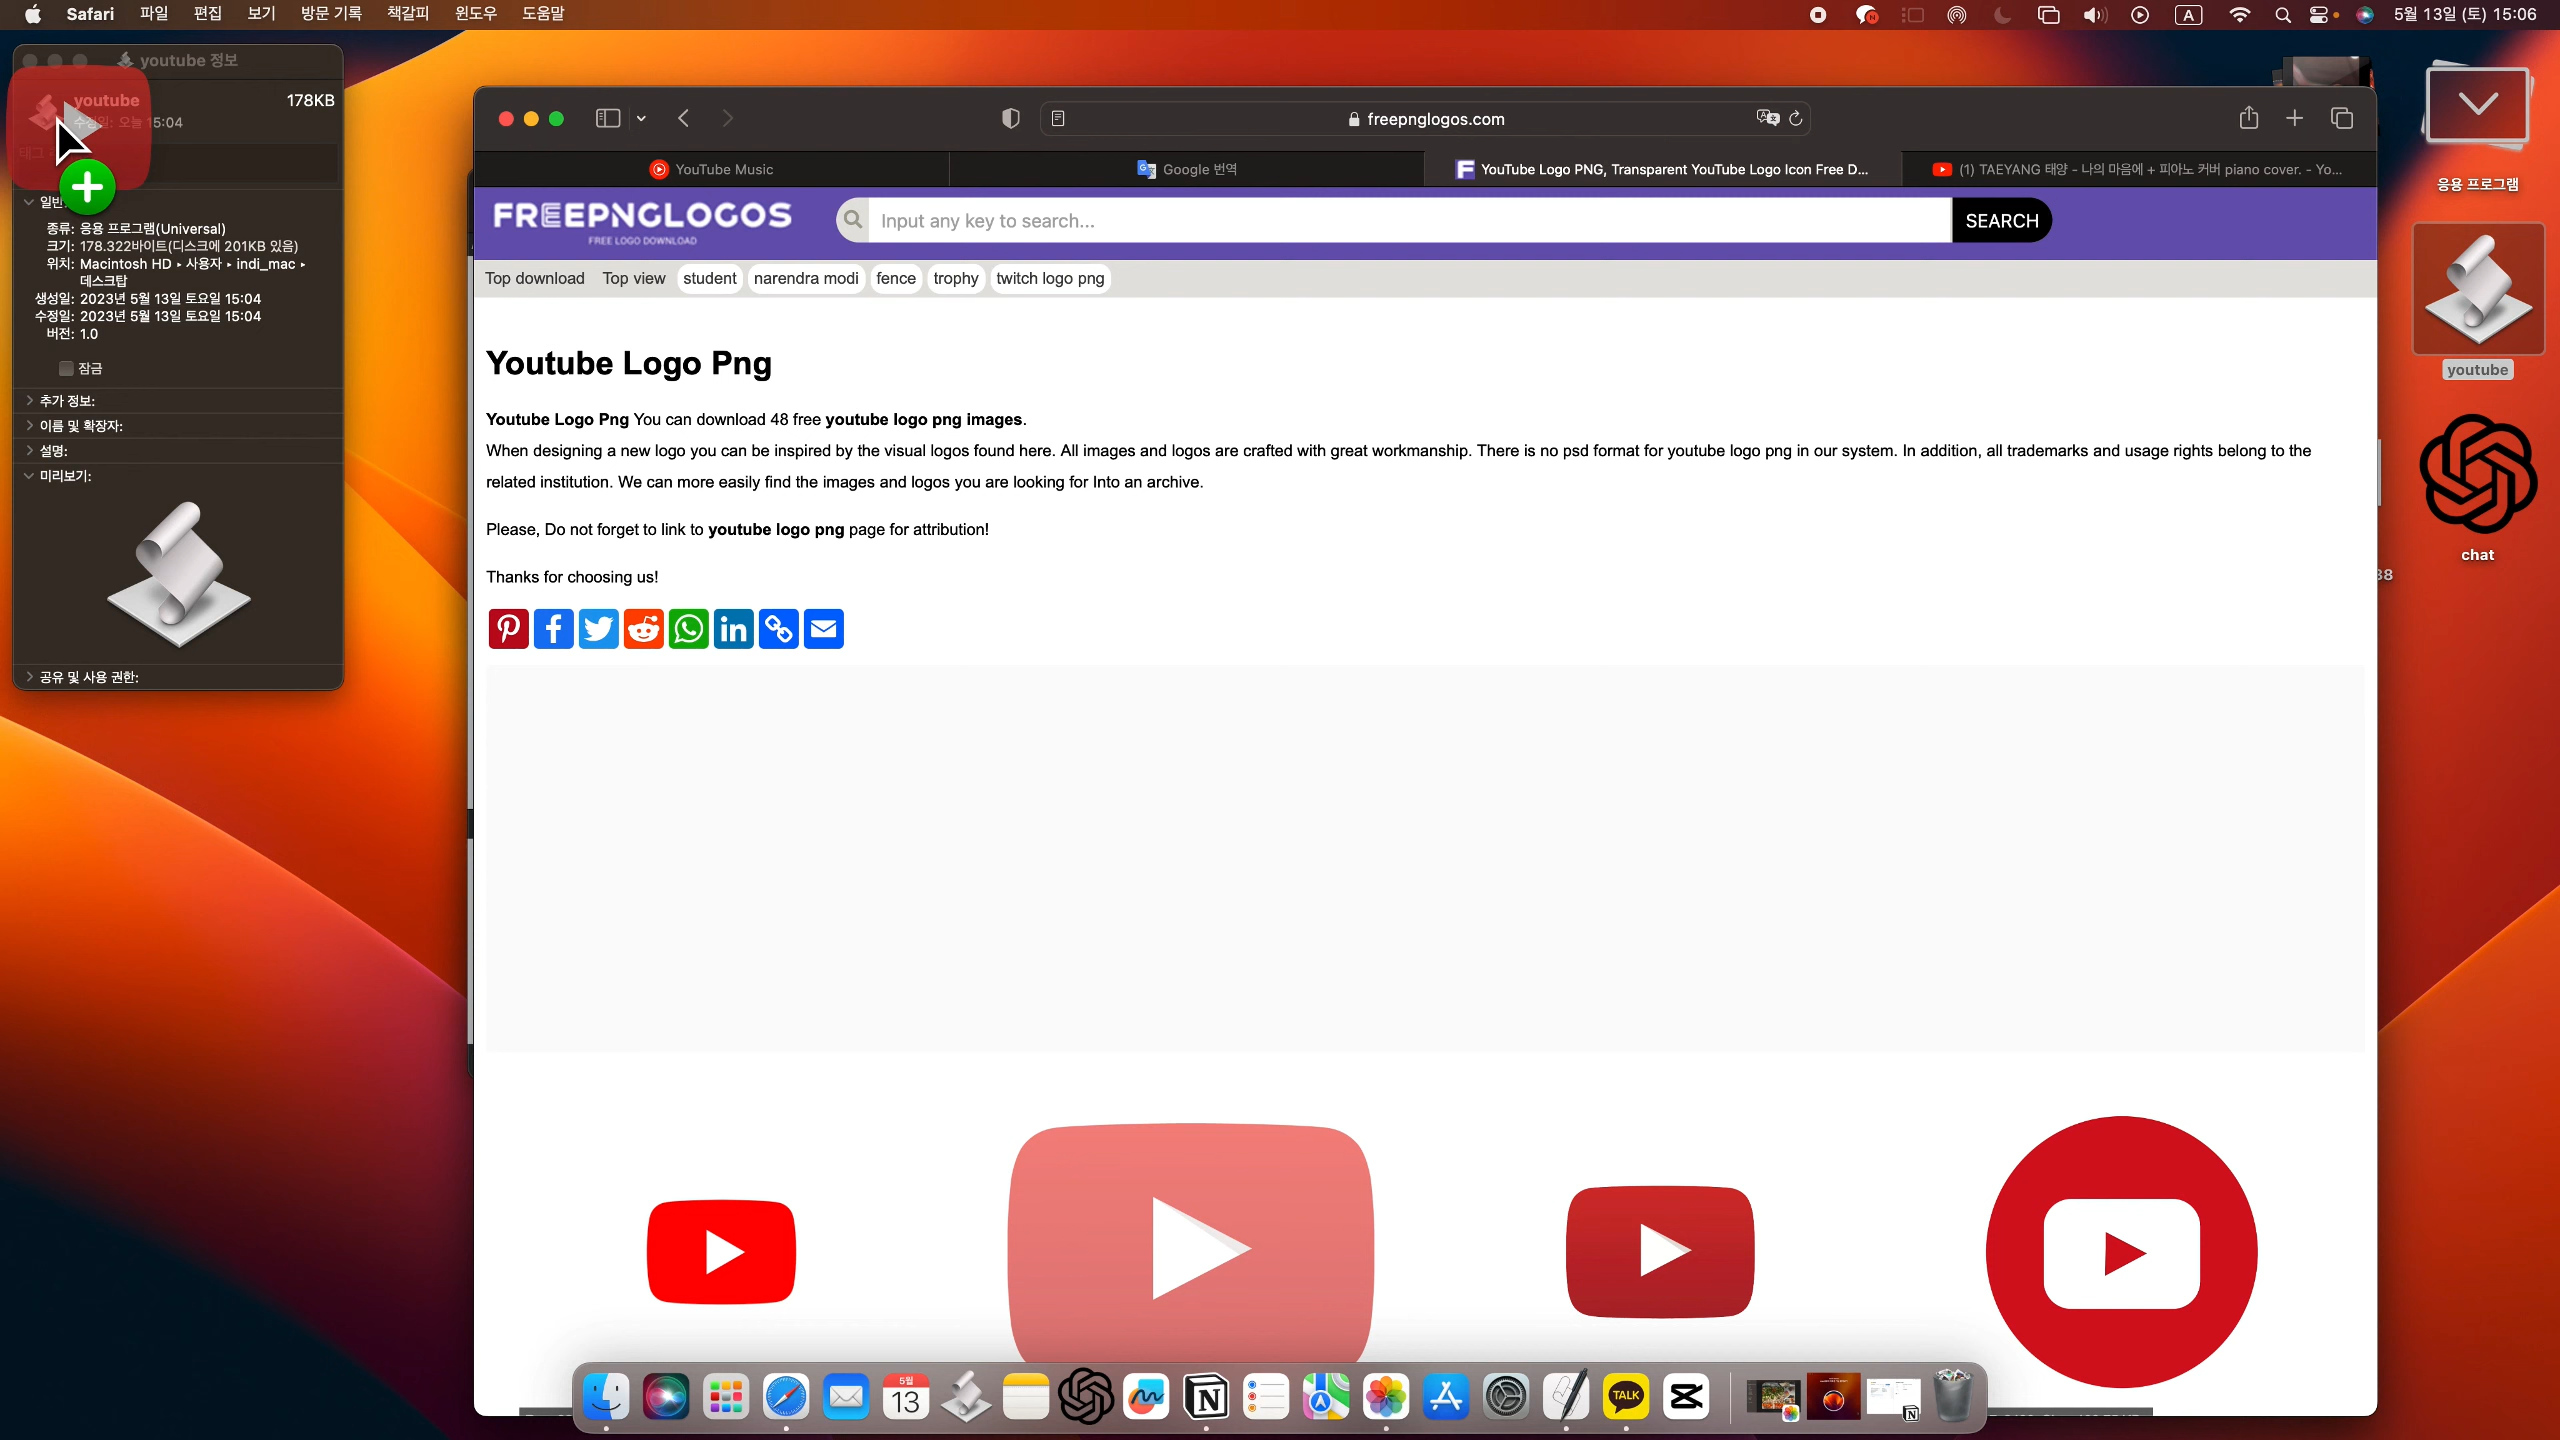 Safari 파일 편집 보기 방문 기록 책갈피 윈도우 도움말
A
5월 13일 (토) 15:06
youtube 정보
youtube 178KB
수정일: 오늘 15:04
태그
일반:
종류: 응용 프로그램(Universal)
크기: 178.322바이트(디스크에 201KB 있음)
위치: Macintosh HD ▸ 사용자 ▸ indi_mac ▸
데스크탑
생성일: 2023년 5월 13일 토요일 15:04
수정일: 2023년 5월 13일 토요일 15:04
버전: 1.0
잠금
추가 정보:
이름 및 확장자:
설명:
미리보기:
공유 및 사용 권한:
freepnglogos.com
YouTube Music
Google 번역
YouTube Logo PNG, Transparent YouTube Logo Icon Free D...
(1) TAEYANG 태양 - 나의 마음에 + 피아노 커버 piano cover. - Yo...
FREEPNGLOGOS
FREE LOGO DOWNLOAD
Input any key to search...
SEARCH
Top download Top view student narendra modi fence trophy twitch logo png
Youtube Logo Png
Youtube Logo Png You can download 48 free youtube logo png images.
When designing a new logo you can be inspired by the visual logos found here. All images and logos are crafted with great workmanship. There is no psd format for youtube logo png in our system. In addition, all trademarks and usage rights belong to the
related institution. We can more easily find the images and logos you are looking for Into an archive.
Please, Do not forget to link to youtube logo png page for attribution!
Thanks for choosing us!
응용 프로그램
youtube
chat
38
5월
13
TALK